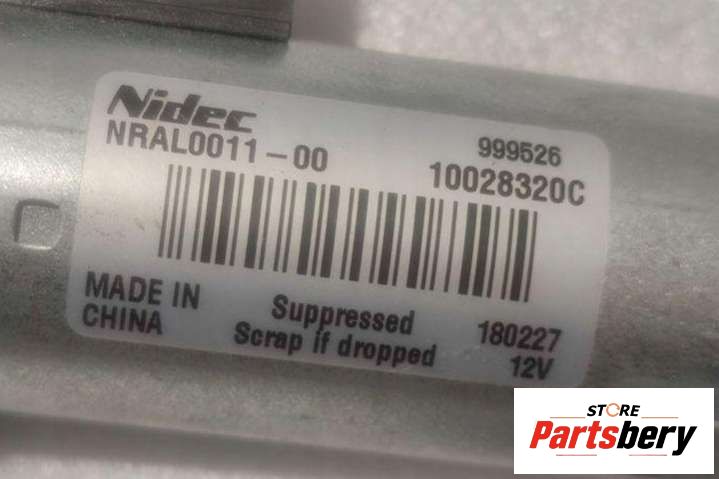 Nidec
NRAL0011-00
999526
10028320C
MADE IN
CHINA
Suppressed
Scrap if dropped
180227
12V
STORE
Partsbery